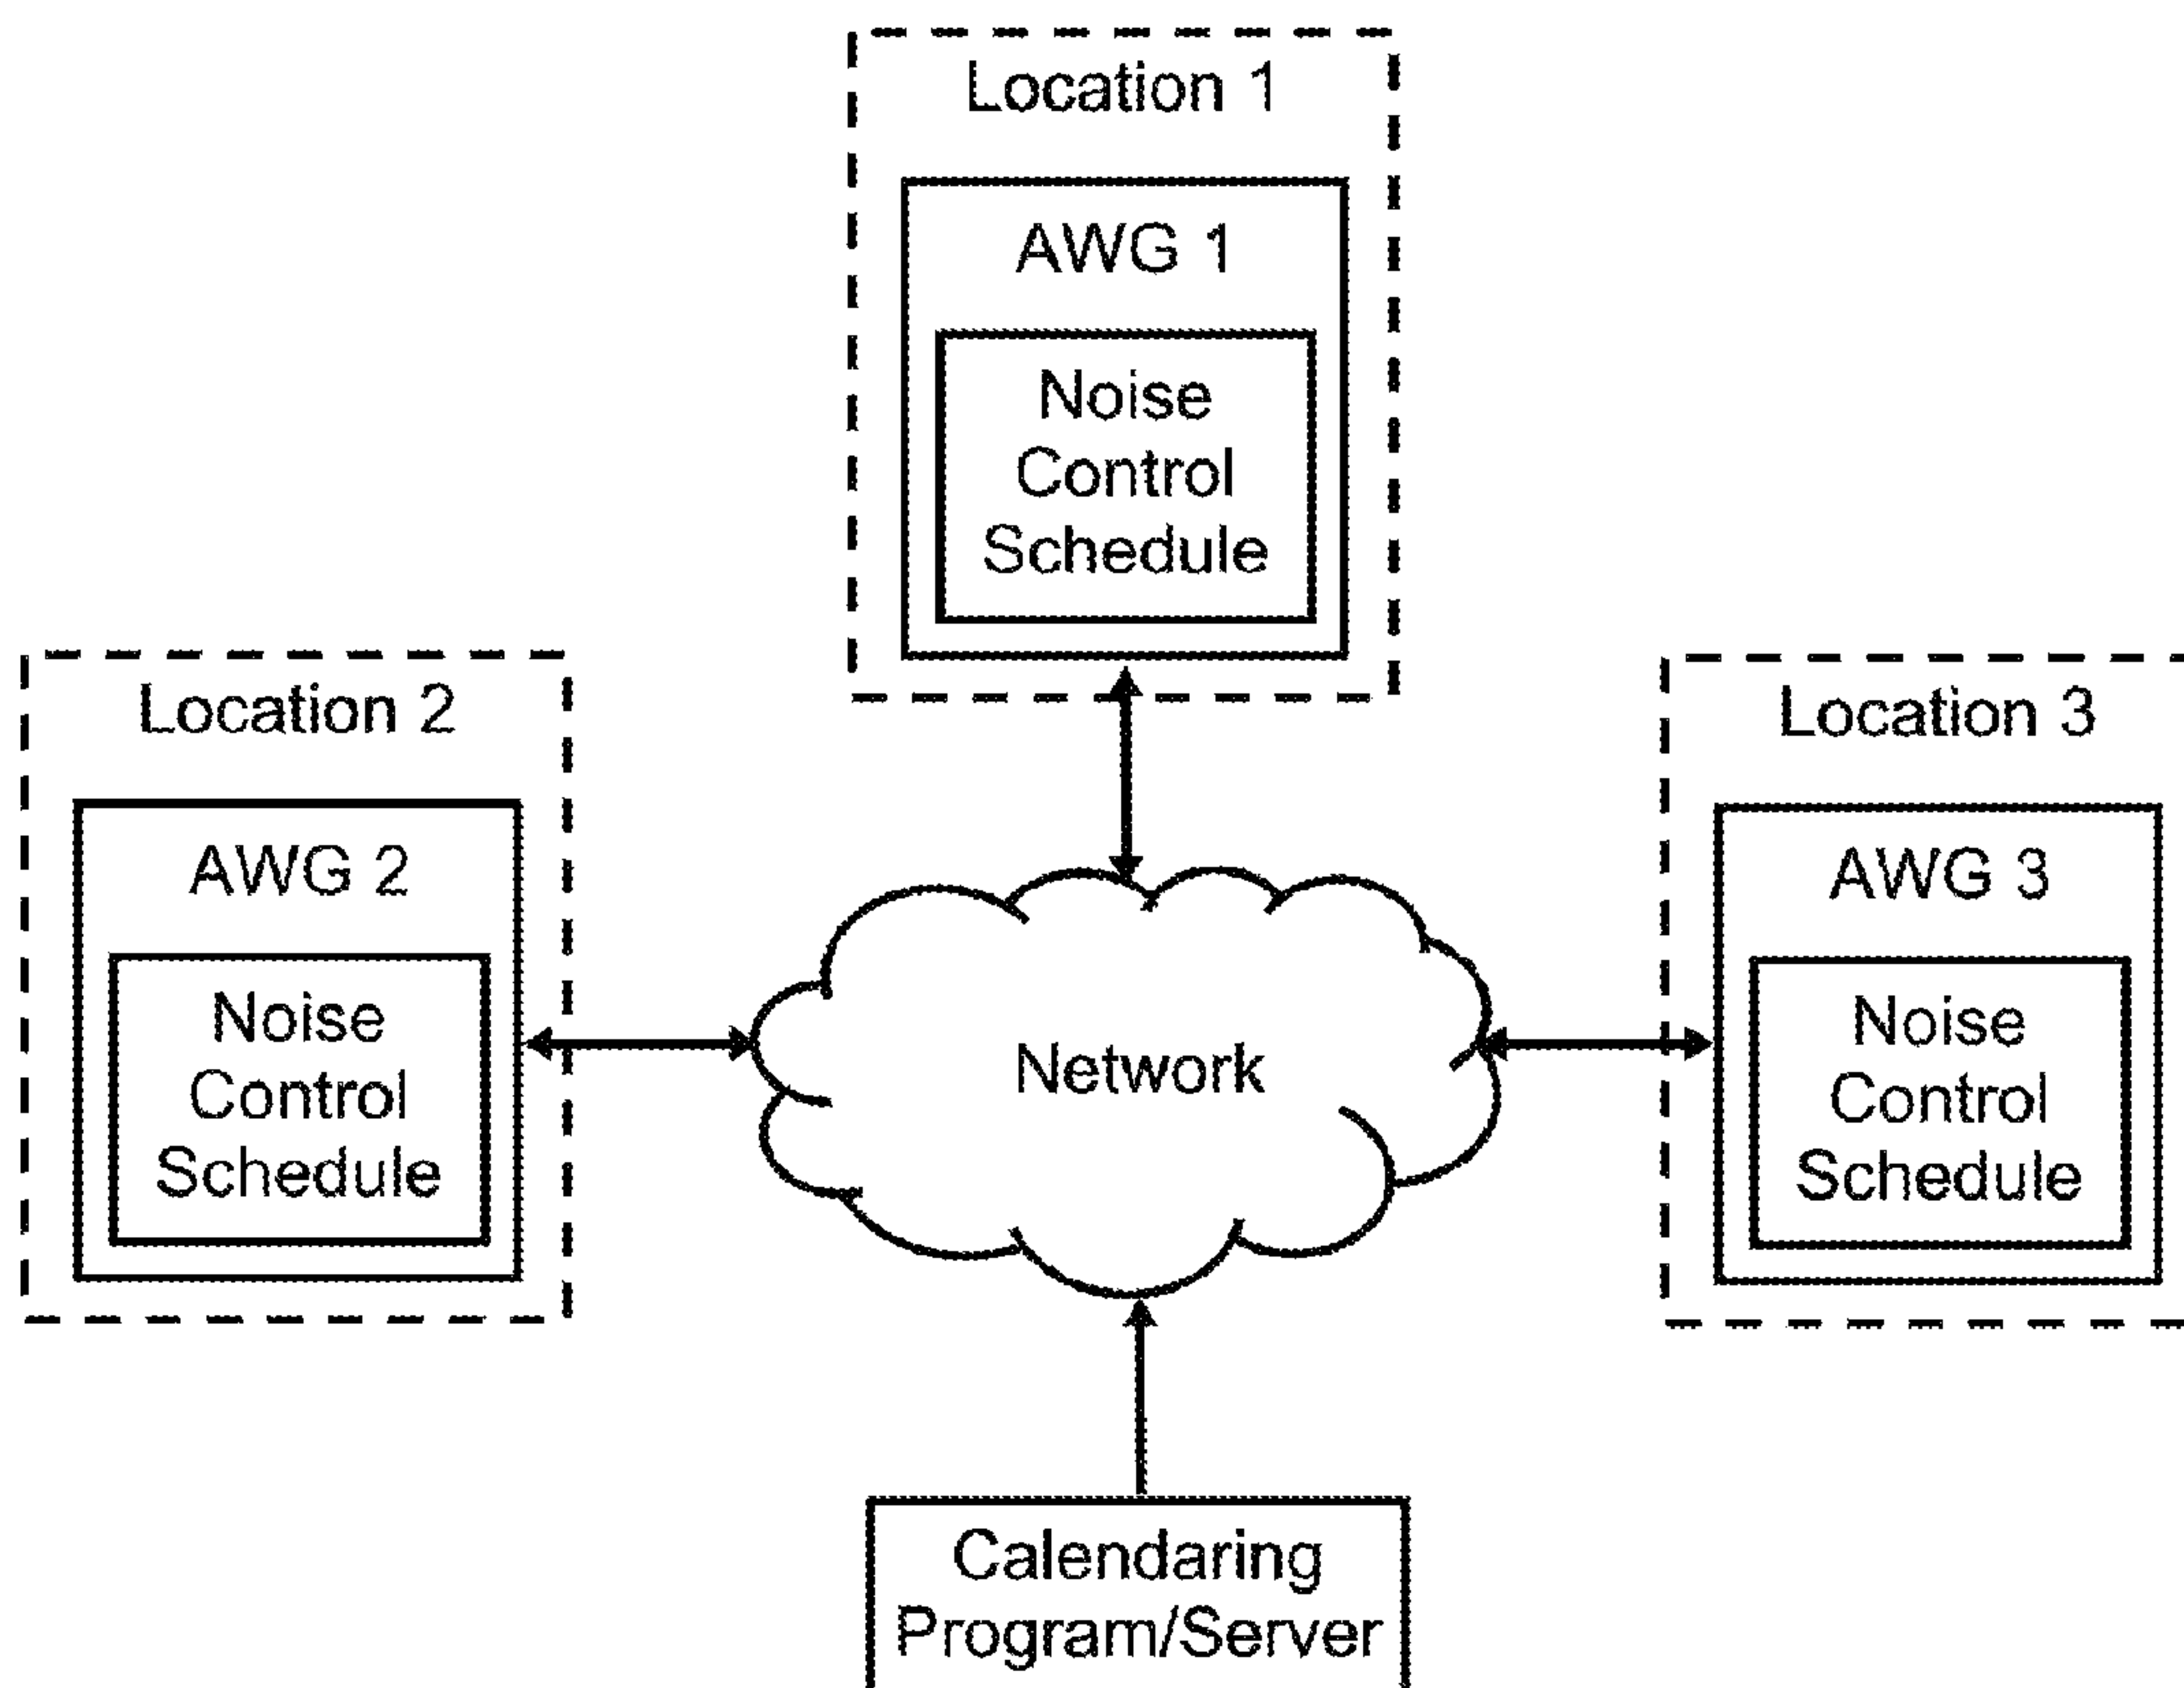 Location 1
AWG 1
Noise
Control
Schedule
Location 2
AWG 2
Noise
Control
Schedule
Location 3
AWG 3
Noise
Control
Schedule
Network
Calendaring
Program/Server